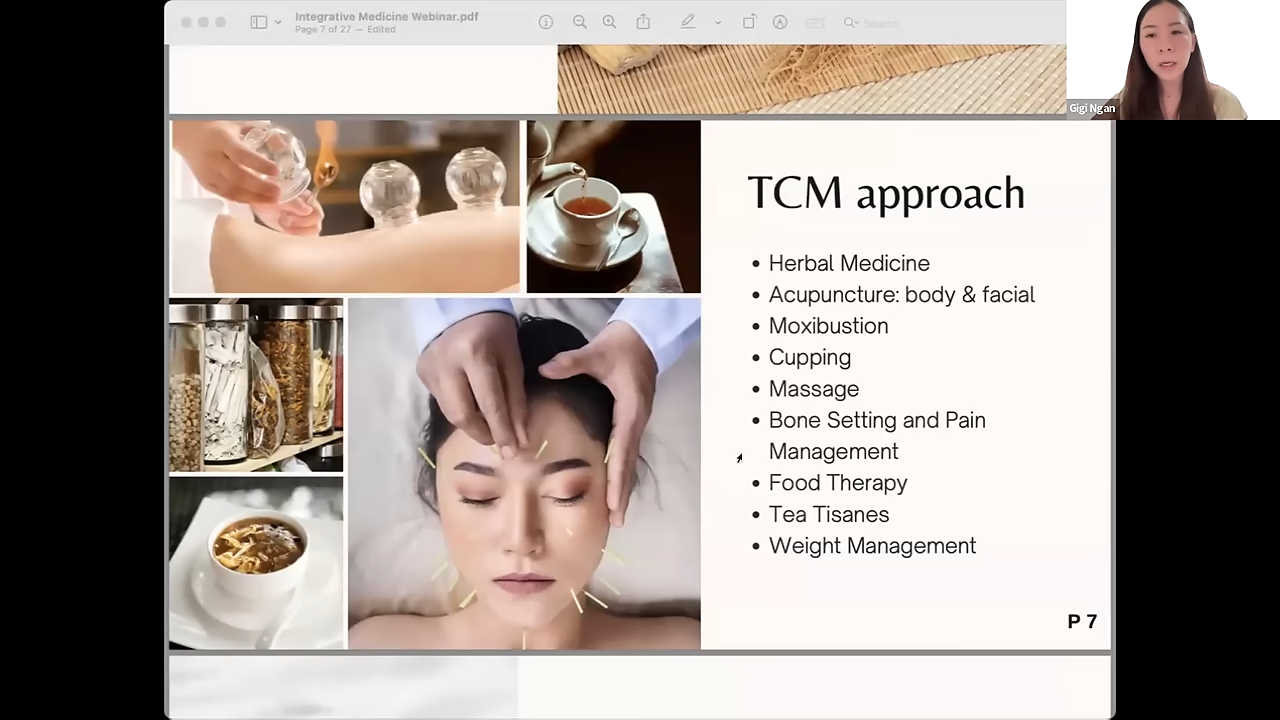 Integrative Medicine Webinar.pdf
Page 7 of 27 — Edited
Search
Gigi Ngan
TCM approach
• Herbal Medicine
• Acupuncture: body & facial
• Moxibustion
• Cupping
• Massage
• Bone Setting and Pain
Management
• Food Therapy
• Tea Tisanes
• Weight Management
P 7